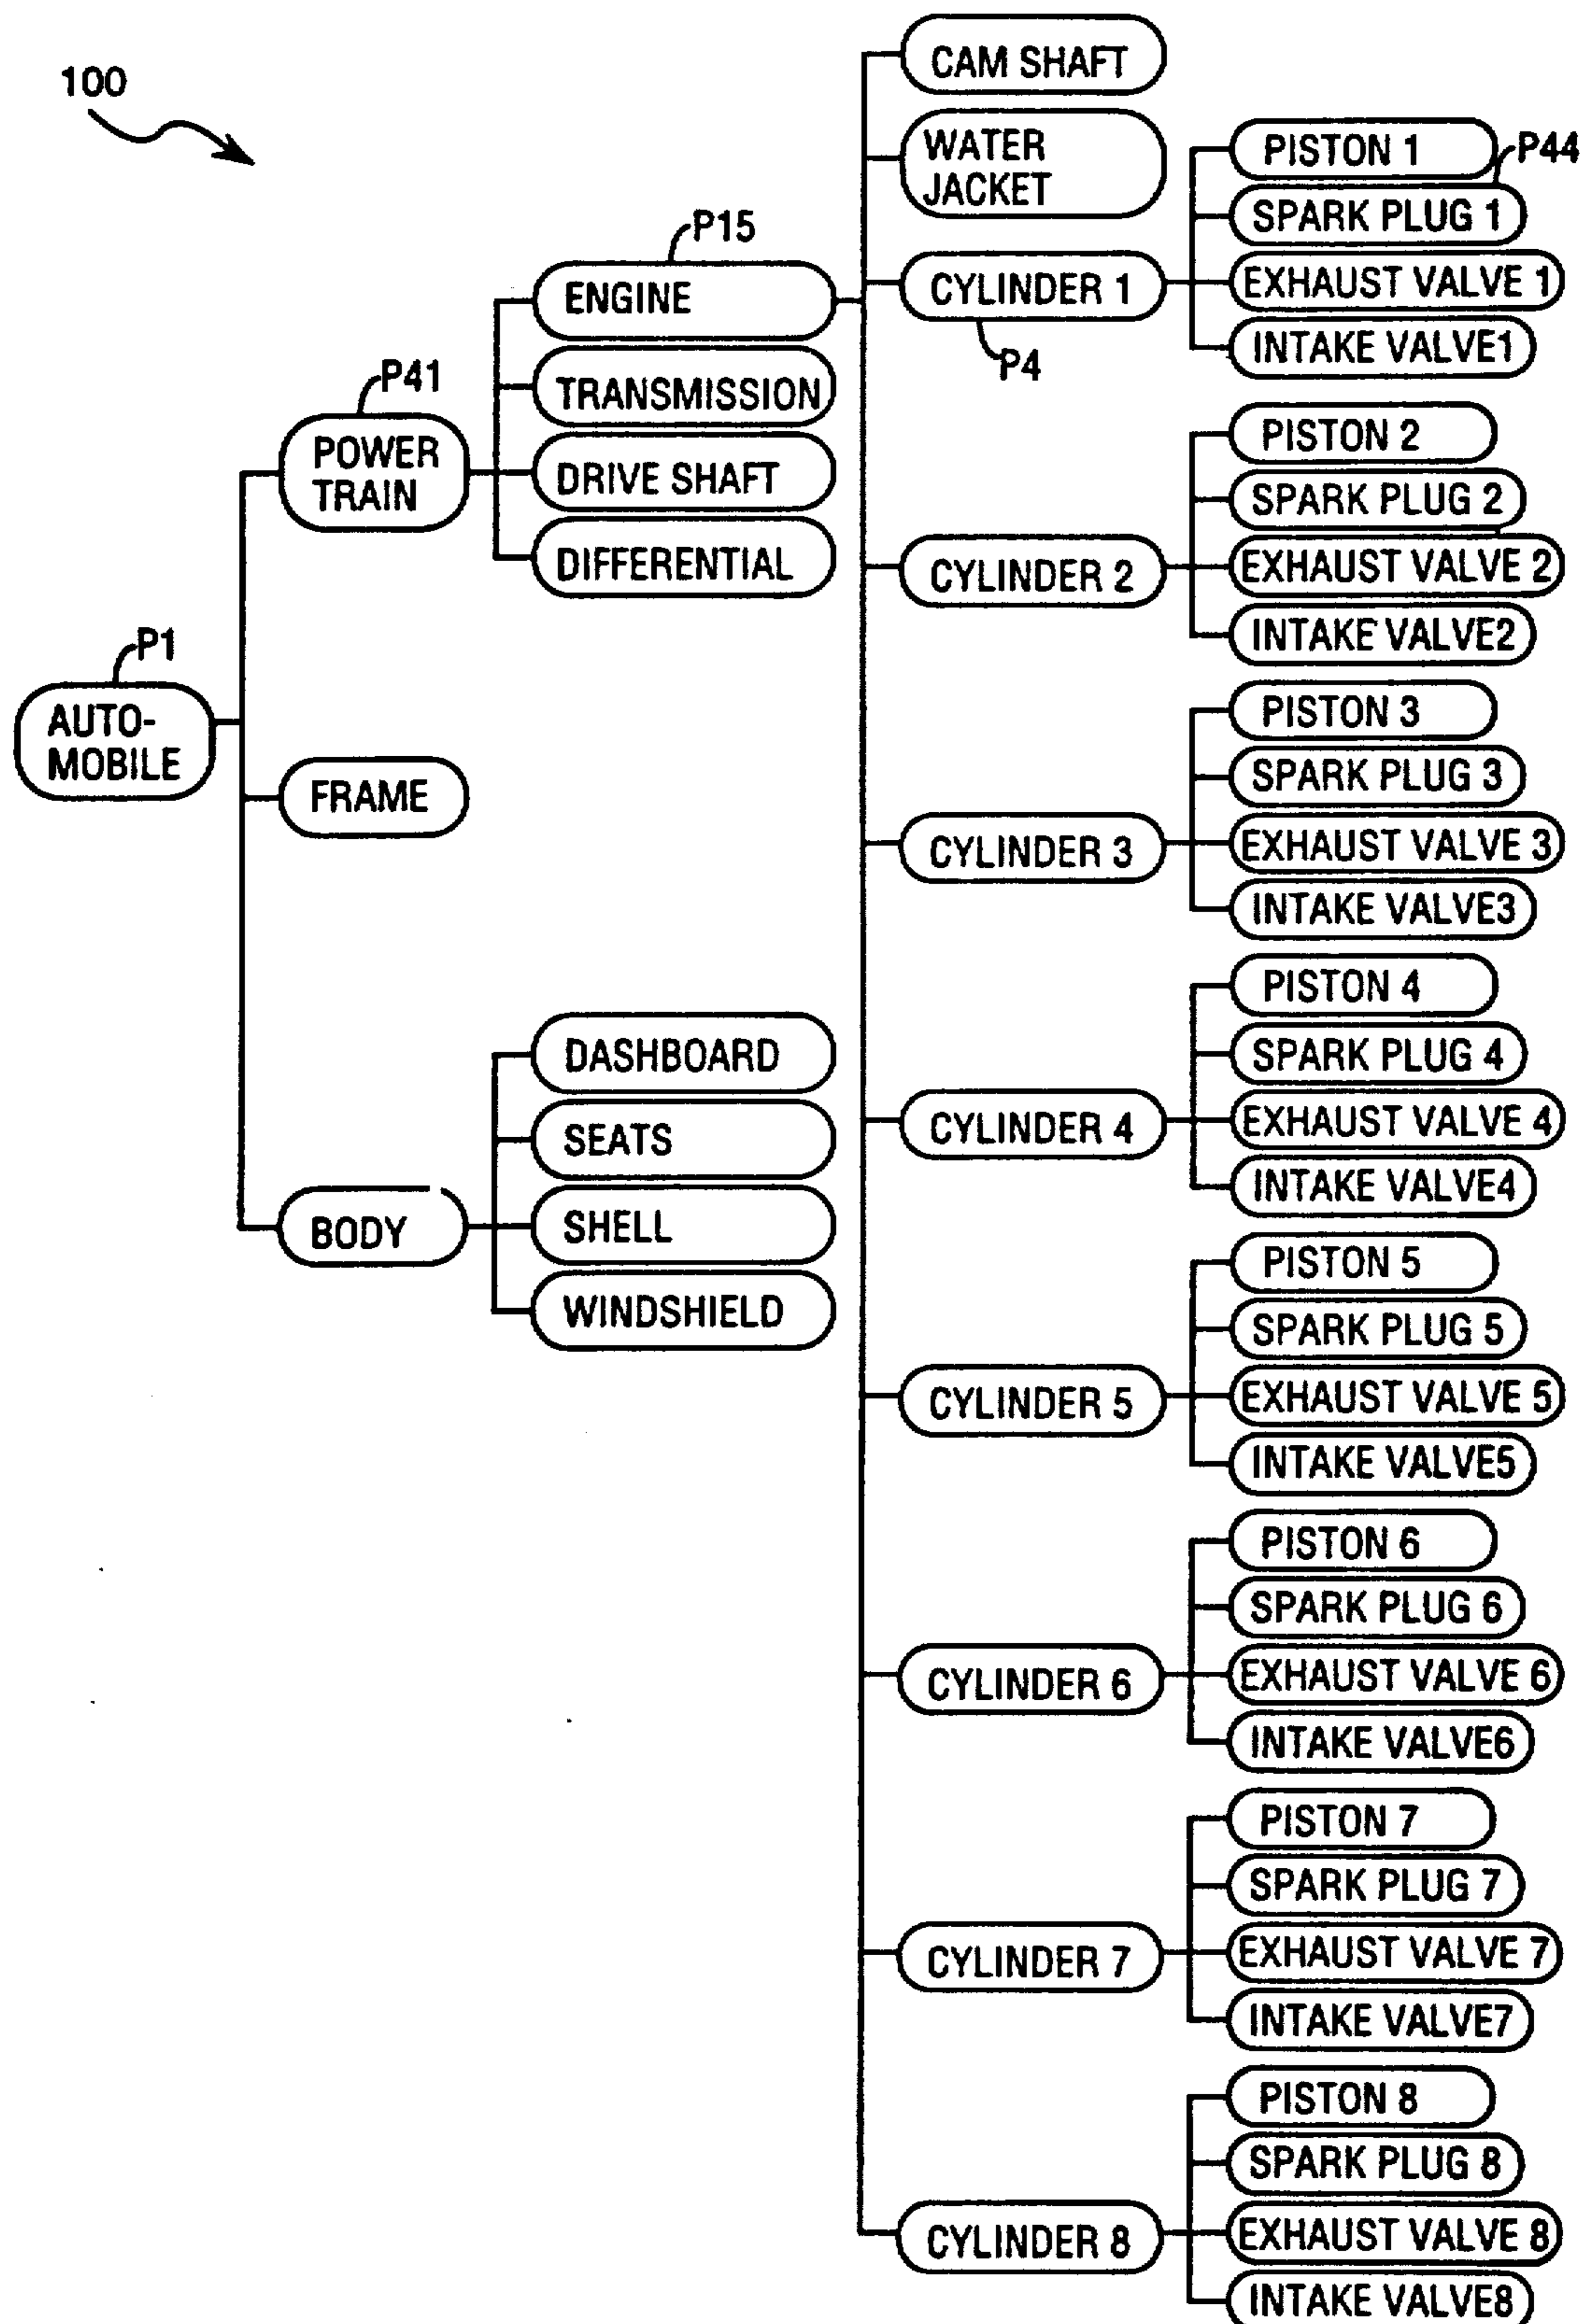 100
P1
AUTO-
MOBILE
P41
POWER
TRAIN
FRAME
BODY
P15
ENGINE
TRANSMISSION
DRIVE SHAFT
DIFFERENTIAL
DASHBOARD
SEATS
SHELL
WINDSHIELD
CAM SHAFT
WATER
JACKET
CYLINDER 1
P4
PISTON 1
P44
SPARK PLUG 1
EXHAUST VALVE 1
INTAKE VALVE1
CYLINDER 2
PISTON 2
SPARK PLUG 2
EXHAUST VALVE 2
INTAKE VALVE2
CYLINDER 3
PISTON 3
SPARK PLUG 3
EXHAUST VALVE 3
INTAKE VALVE3
CYLINDER 4
PISTON 4
SPARK PLUG 4
EXHAUST VALVE 4
INTAKE VALVE4
CYLINDER 5
PISTON 5
SPARK PLUG 5
EXHAUST VALVE 5
INTAKE VALVE5
CYLINDER 6
PISTON 6
SPARK PLUG 6
EXHAUST VALVE 6
INTAKE VALVE6
CYLINDER 7
PISTON 7
SPARK PLUG 7
EXHAUST VALVE 7
INTAKE VALVE7
CYLINDER 8
PISTON 8
SPARK PLUG 8
EXHAUST VALVE 8
INTAKE VALVE8